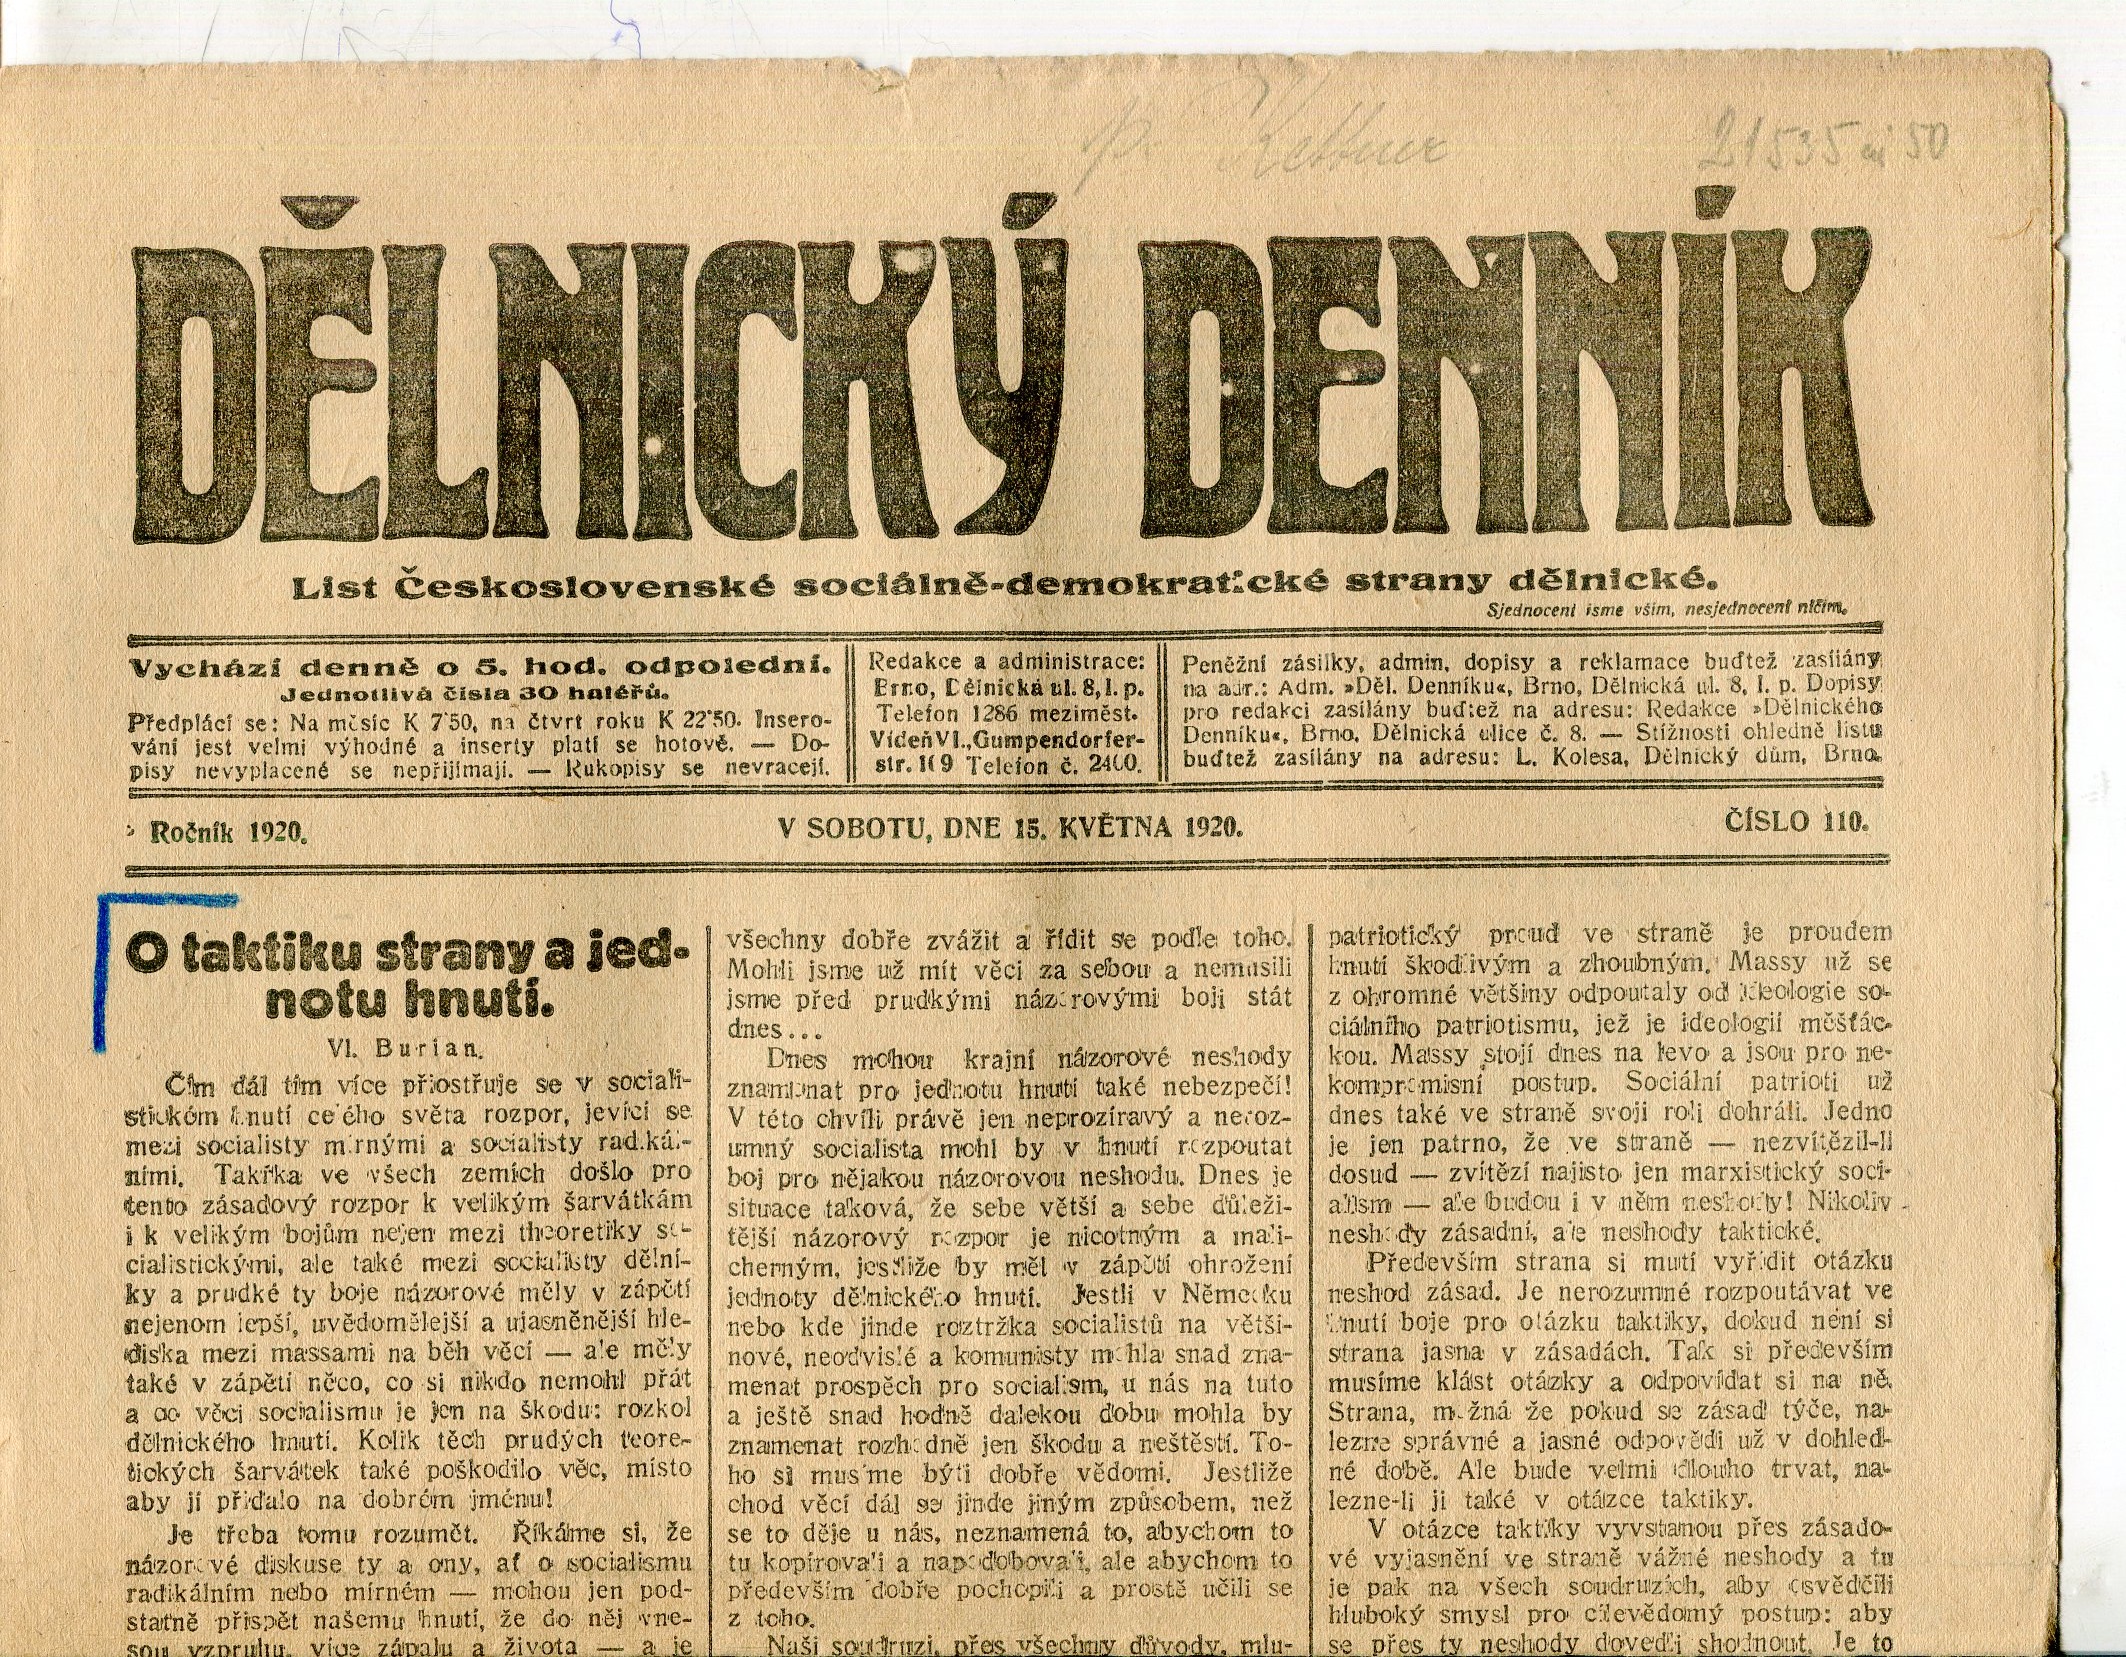 21535
50
DĚLNICKÝ DENNÍK
List Československé sociálně-demokratické strany dělnické.
Sjednoceni jsme vším, nesjednoceni ničím.
Vychází denně o 5. hod. odpolední.
Jednotlivá čísla 30 haléřů.
Předplácí se: Na měsíc K 7'50, na čtvrt roku K 22'50. Insero-
vání jest velmi výhodné a inserty platí se hotově. — Do-
pisy nevyplacené se nepřijímají. — Rukopisy se nevracejí.
Redakce a administrace:
Brno, Dělnická ul. 8, I. p.
Telefon 1286 meziměst.
Vídeň VI., Gumpendorfer-
str. 109 Telefon č. 2400.
Peněžní zásilky, admin. dopisy a reklamace buďtež zasílány
na adr.: Adm. »Děl. Denníku«, Brno, Dělnická ul. 8, I. p. Dopisy
pro redakci zasílány buďtež na adresu: Redakce »Dělnického
Denníku«, Brno, Dělnická ulice č. 8. — Stížnosti ohledně listu
buďtež zasílány na adresu: L. Kolesa, Dělnický dům, Brno.
Ročník 1920.
V SOBOTU, DNE 15. KVĚTNA 1920.
ČÍSLO 110.
O taktiku strany a jed-
notu hnutí.
Vl. Burian.
Čím dál tím více přiostřuje se v sociali-
stickém hnutí celého světa rozpor, jevící se
mezi socialisty mírnými a socialisty radikál-
ními. Takřka ve všech zemích došlo pro
tento zásadový rozpor k velikým šarvátkám
i k velikým bojům nejen mezi theoretiky so-
cialistickými, ale také mezi socialisty dělní-
ky a prudké ty boje názorové měly v zápětí
nejenom lepší, uvědomělejší a ujasněnější hle-
diska mezi massami na běh věcí — ale měly
také v zápětí něco, co si nikdo nemohl přát
a co věci socialismu je jen na škodu: rozkol
dělnického hnutí. Kolik těch prudých teore-
tických šarvátek také poškodilo věc, místo
aby jí přidalo na dobrém jménu!
Je třeba tomu rozumět. Říkáme si, že
názorové diskuse ty a ony, ať o socialismu
radikálním nebo mírném — mohou jen pod-
statně přispět našemu hnutí, že do něj vne-
sou vzpruhu, více zápalu a života — a je
všechny dobře zvážit a řídit se podle toho.
Mohli jsme už mít věci za sebou a nemusili
jsme před prudkými názorovými boji stát
dnes...
Dnes mohou krajní názorové neshody
znamenat pro jednotu hnutí také nebezpečí!
V této chvíli právě jen neprozíravý a neroz-
umný socialista mohl by v hnutí rozpoutat
boj pro nějakou názorovou neshodu. Dnes je
situace taková, že sebe větší a sebe důleži-
tější názorový rozpor je nicotným a mali-
cherným, jestliže by měl v zápětí ohrožení
jednoty dělnického hnutí. Jestli v Německu
nebo kde jinde roztržka socialistů na větši-
nové, neodvislé a komunisty mohla snad zna-
menat prospěch pro socialism, u nás na tuto
a ještě snad hodně dalekou dobu mohla by
znamenat rozhodně jen škodu a neštěstí. To-
ho si musíme býti dobře vědomi. Jestliže
chod věcí dál se jinde jiným způsobem, než
se to děje u nás, neznamená to, abychom to
tu kopírovali a napodobovali, ale abychom to
především dobře pochopili a prostě učili se
z toho.
Naši soudruzi, přes všechny důvody, mlu-
patriotický proud ve straně je proudem
hnutí škodlivým a zhoubným. Massy už se
z ohromné většiny odpoutaly od ideologie so-
ciálního patriotismu, jež je ideologií měšťác-
kou. Massy stojí dnes na levo a jsou pro ne-
kompromisní postup. Sociální patrioti už
dnes také ve straně svoji roli dohráli. Jedno
je jen patrno, že ve straně — nezvítězil-li
dosud — zvítězí najisto jen marxistický soci-
alism — ale budou i v něm neshody! Nikoliv
neshody zásadní, ale neshody taktické.
Především strana si mutí vyřídit otázku
neshod zásad. Je nerozumné rozpoutávat ve
hnutí boje pro otázku taktiky, dokud není si
strana jasna v zásadách. Tak si především
musíme klást otázky a odpovídat si na ně.
Strana, možná že pokud se zásad týče, na-
lezne správné a jasné odpovědi už v dohled-
né době. Ale bude velmi dlouho trvat, na-
lezne-li ji také v otázce taktiky.
V otázce taktiky vyvstanou přes zásado-
vé vyjasnění ve straně vážné neshody a tu
je pak na všech soudruzích, aby osvědčili
hluboký smysl pro cílevědomý postup: aby
se přes ty neshody dovedli shodnout. Je to